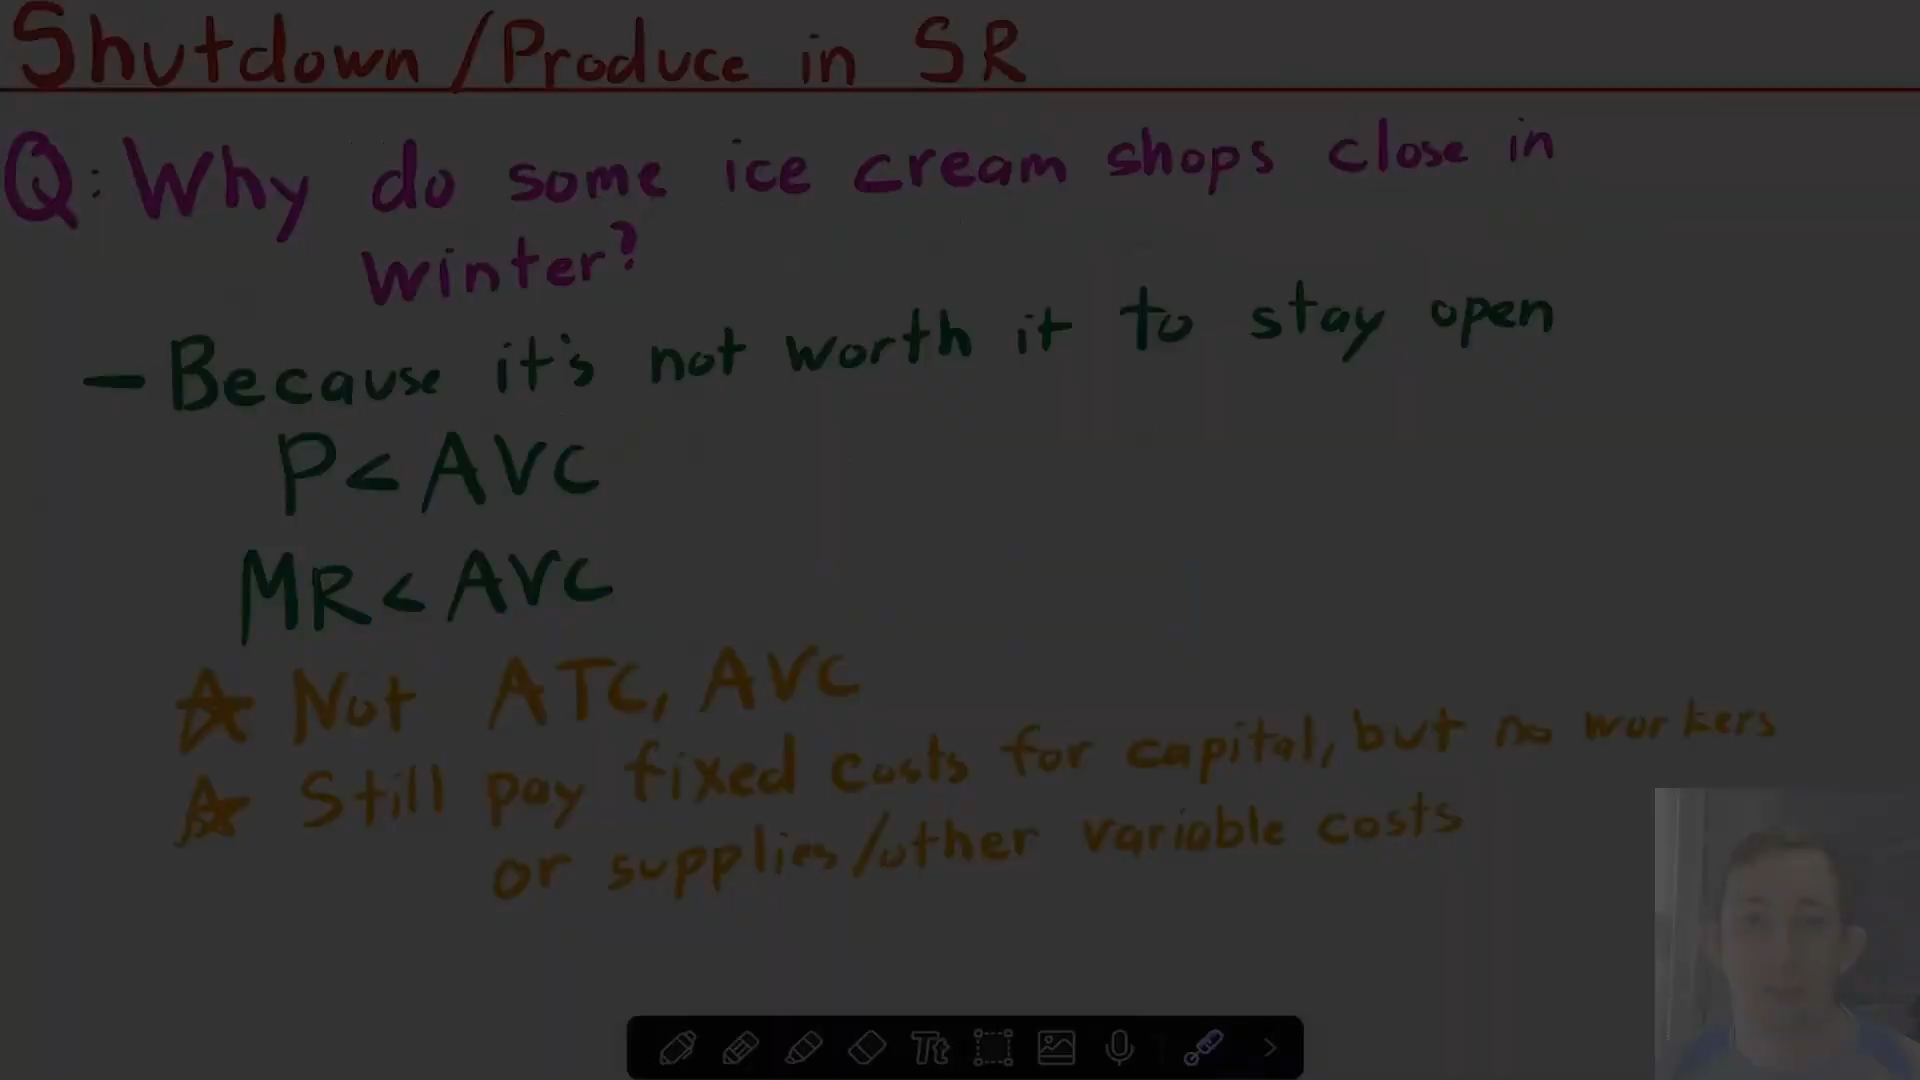 Shutdown/Produce in SR
Q: Why do some ice cream shops close in
winter?
- Because it's not worth it to stay open
P < AVC
MR < AVC
☆ Not ATC, AVC
☆ Still pay fixed costs for capital, but no workers
or supplies/other variable costs
Tt